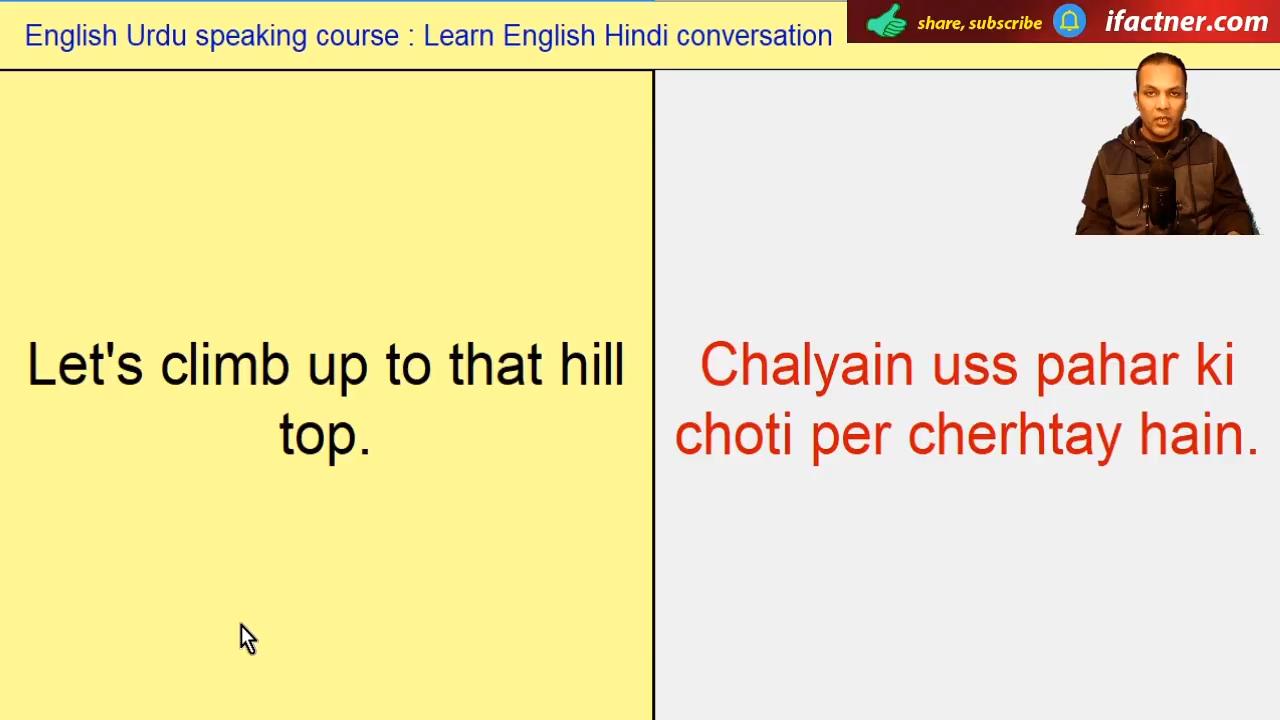 English Urdu speaking course : Learn English Hindi conversation
share, subscribe
ifactner.com
Let's climb up to that hill
top.
Chalyain uss pahar ki
choti per cherhtay hain.